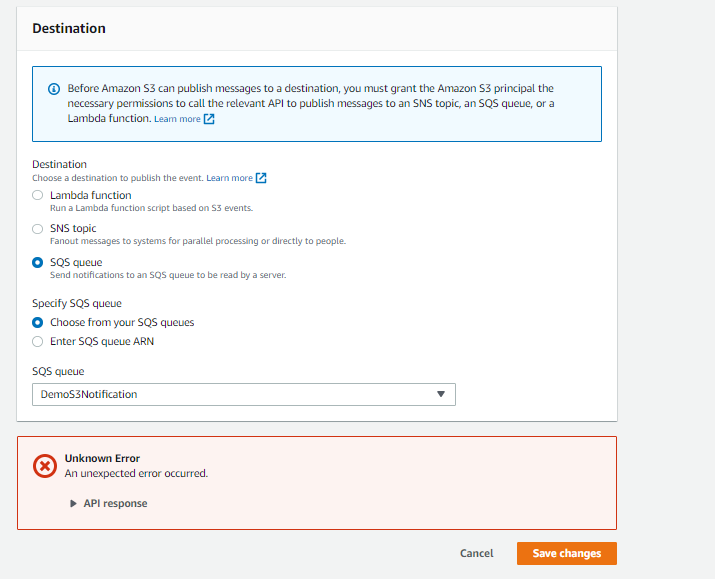 Destination
Before Amazon S3 can publish messages to a destination, you must grant the Amazon S3 principal the
necessary permissions to call the relevant API to publish messages to an SNS topic, an SQS queue, or a
Lambda function. Learn more
Destination
Choose a destination to publish the event. Learn more
Lambda function
Run a Lambda function script based on S3 events.
SNS topic
Fanout messages to systems for parallel processing or directly to people.
SQS queue
Send notifications to an SQS queue to be read by a server.
Specify SQS queue
Choose from your SQS queues
Enter SQS queue ARN
SQS queue
DemoS3Notification
Unknown Error
An unexpected error occurred.
API response
Cancel Save changes